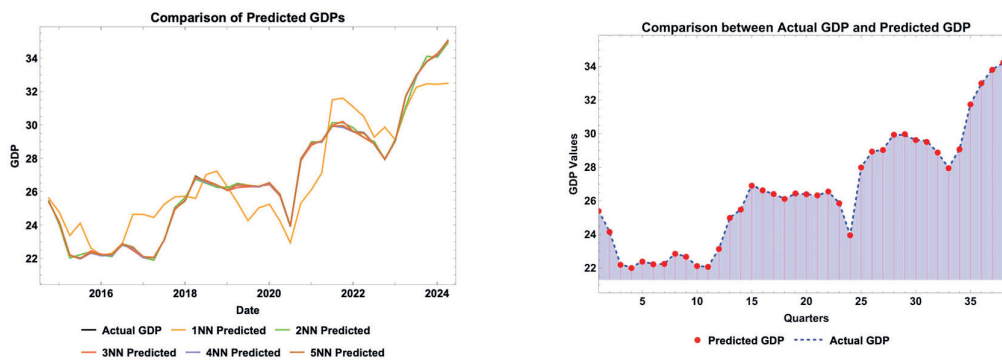 Comparison of Predicted GDPs
34
32
30
28
26
24
22
GDP
2016
2018
2020
2022
2024
Date
Actual GDP
1NN Predicted
2NN Predicted
3NN Predicted
4NN Predicted
5NN Predicted
Comparison between Actual GDP and Predicted GDP
34
32
30
28
26
24
22
GDP Values
5
10
15
20
25
30
35
Quarters
Predicted GDP
Actual GDP